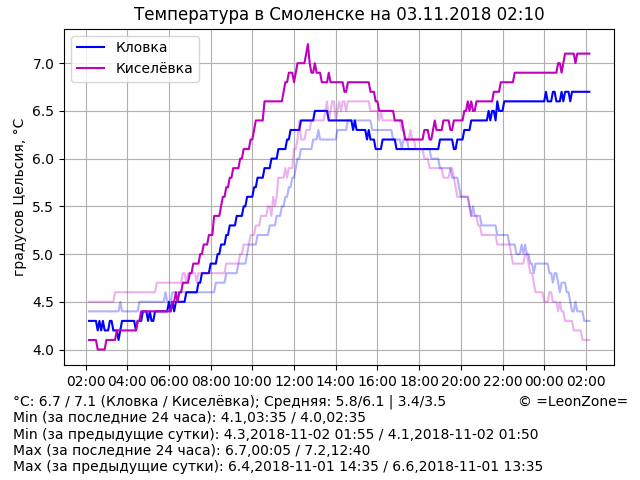 Температура в Смоленске на 03.11.2018 02:10
Кловка
Киселёвка
градусов Цельсия, °C
7.0
6.5
6.0
5.5
5.0
4.5
4.0
02:00 04:00 06:00 08:00 10:00 12:00 14:00 16:00 18:00 20:00 22:00 00:00 02:00
°C: 6.7 / 7.1 (Кловка / Киселёвка); Средняя: 5.8/6.1 | 3.4/3.5 © =LeonZone=
Min (за последние 24 часа): 4.1,03:35 / 4.0,02:35
Min (за предыдущие сутки): 4.3,2018-11-02 01:55 / 4.1,2018-11-02 01:50
Max (за последние 24 часа): 6.7,00:05 / 7.2,12:40
Max (за предыдущие сутки): 6.4,2018-11-01 14:35 / 6.6,2018-11-01 13:35